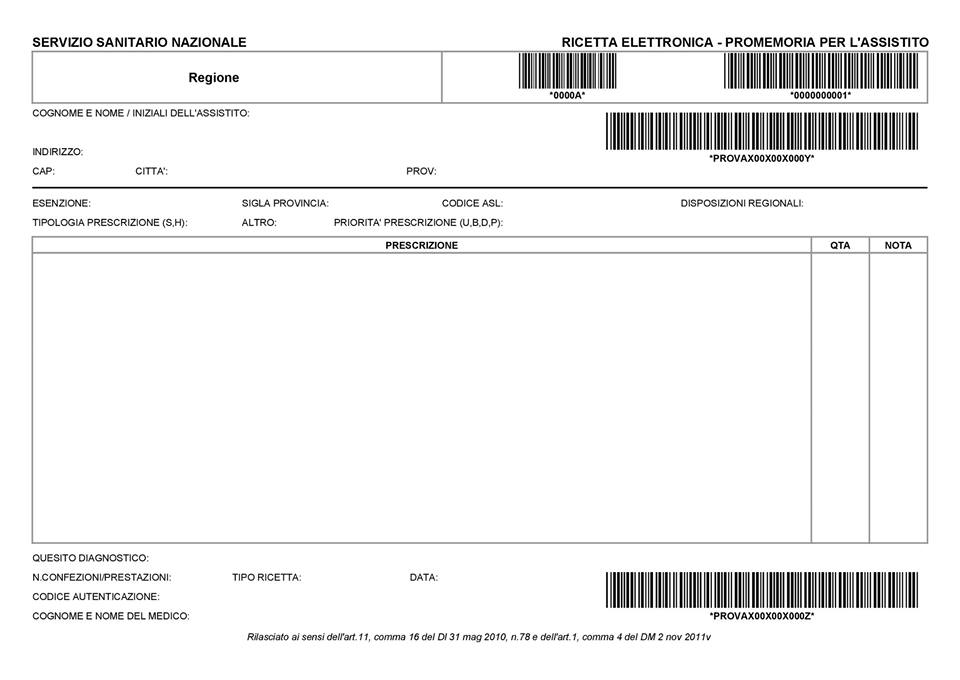 SERVIZIO SANITARIO NAZIONALE RICETTA ELETTRONICA - PROMEMORIA PER L'ASSISTITO
Regione
*0000A* *0000000001*
COGNOME E NOME / INIZIALI DELL'ASSISTITO:
INDIRIZZO:
*PROVAX00X00X000Y*
CAP: CITTA': PROV:
ESENZIONE: SIGLA PROVINCIA: CODICE ASL: DISPOSIZIONI REGIONALI:
TIPOLOGIA PRESCRIZIONE (S,H): ALTRO: PRIORITA' PRESCRIZIONE (U,B,D,P):
PRESCRIZIONE QTA NOTA
QUESITO DIAGNOSTICO:
N.CONFEZIONI/PRESTAZIONI: TIPO RICETTA: DATA:
CODICE AUTENTICAZIONE:
COGNOME E NOME DEL MEDICO: *PROVAX00X00X000Z*
Rilasciato ai sensi dell'art.11, comma 16 del Dl 31 mag 2010, n.78 e dell'art.1, comma 4 del DM 2 nov 2011v